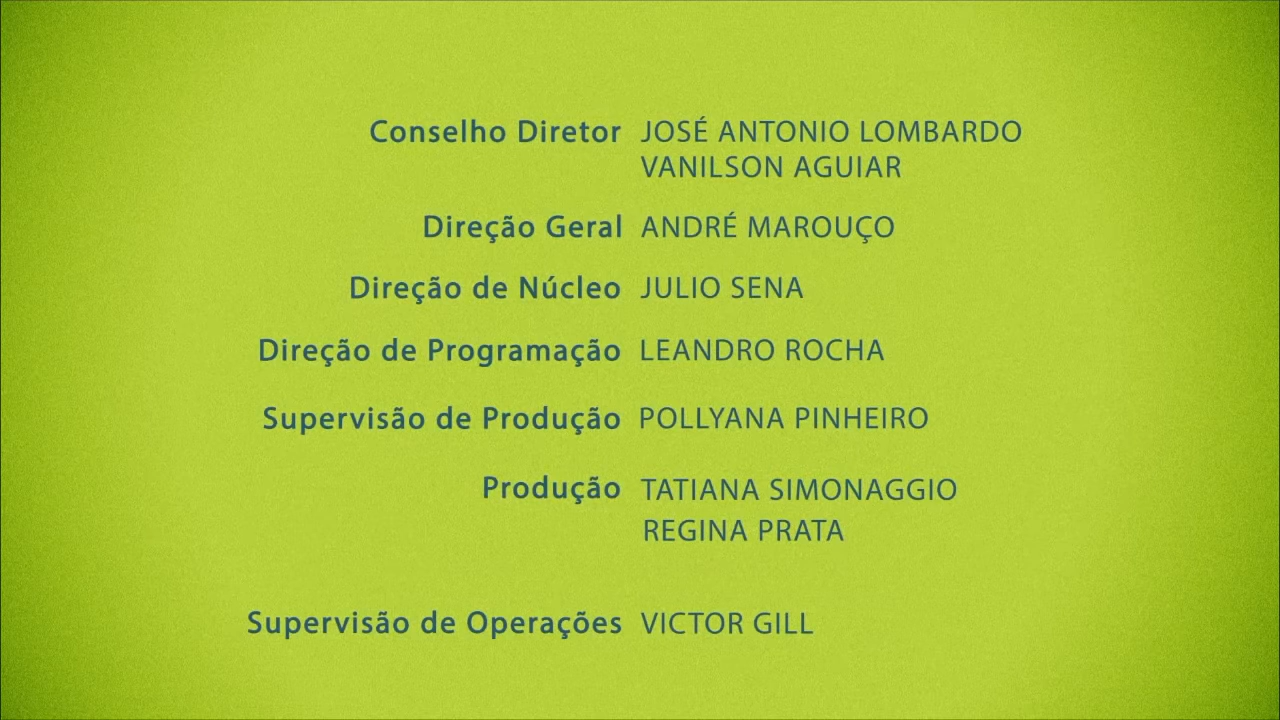 Conselho Diretor JOSÉ ANTONIO LOMBARDO
VANILSON AGUIAR
Direção Geral ANDRÉ MAROUÇO
Direção de Núcleo JULIO SENA
Direção de Programação LEANDRO ROCHA
Supervisão de Produção POLLYANA PINHEIRO
Produção TATIANA SIMONAGGIO
REGINA PRATA
Supervisão de Operações VICTOR GILL